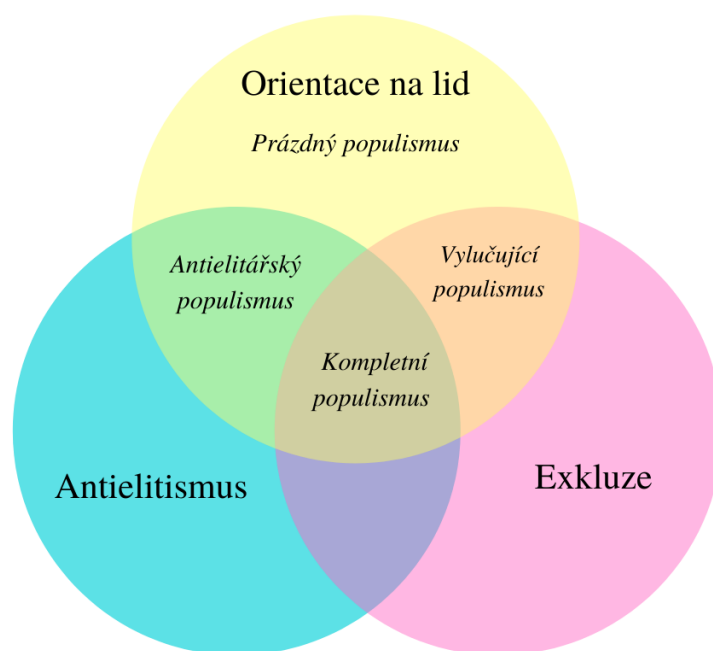 Orientace na lid
Prázdný populismus
Antielitářský
populismus
Vylučující
populismus
Kompletní
populismus
Antielitismus
Exkluze